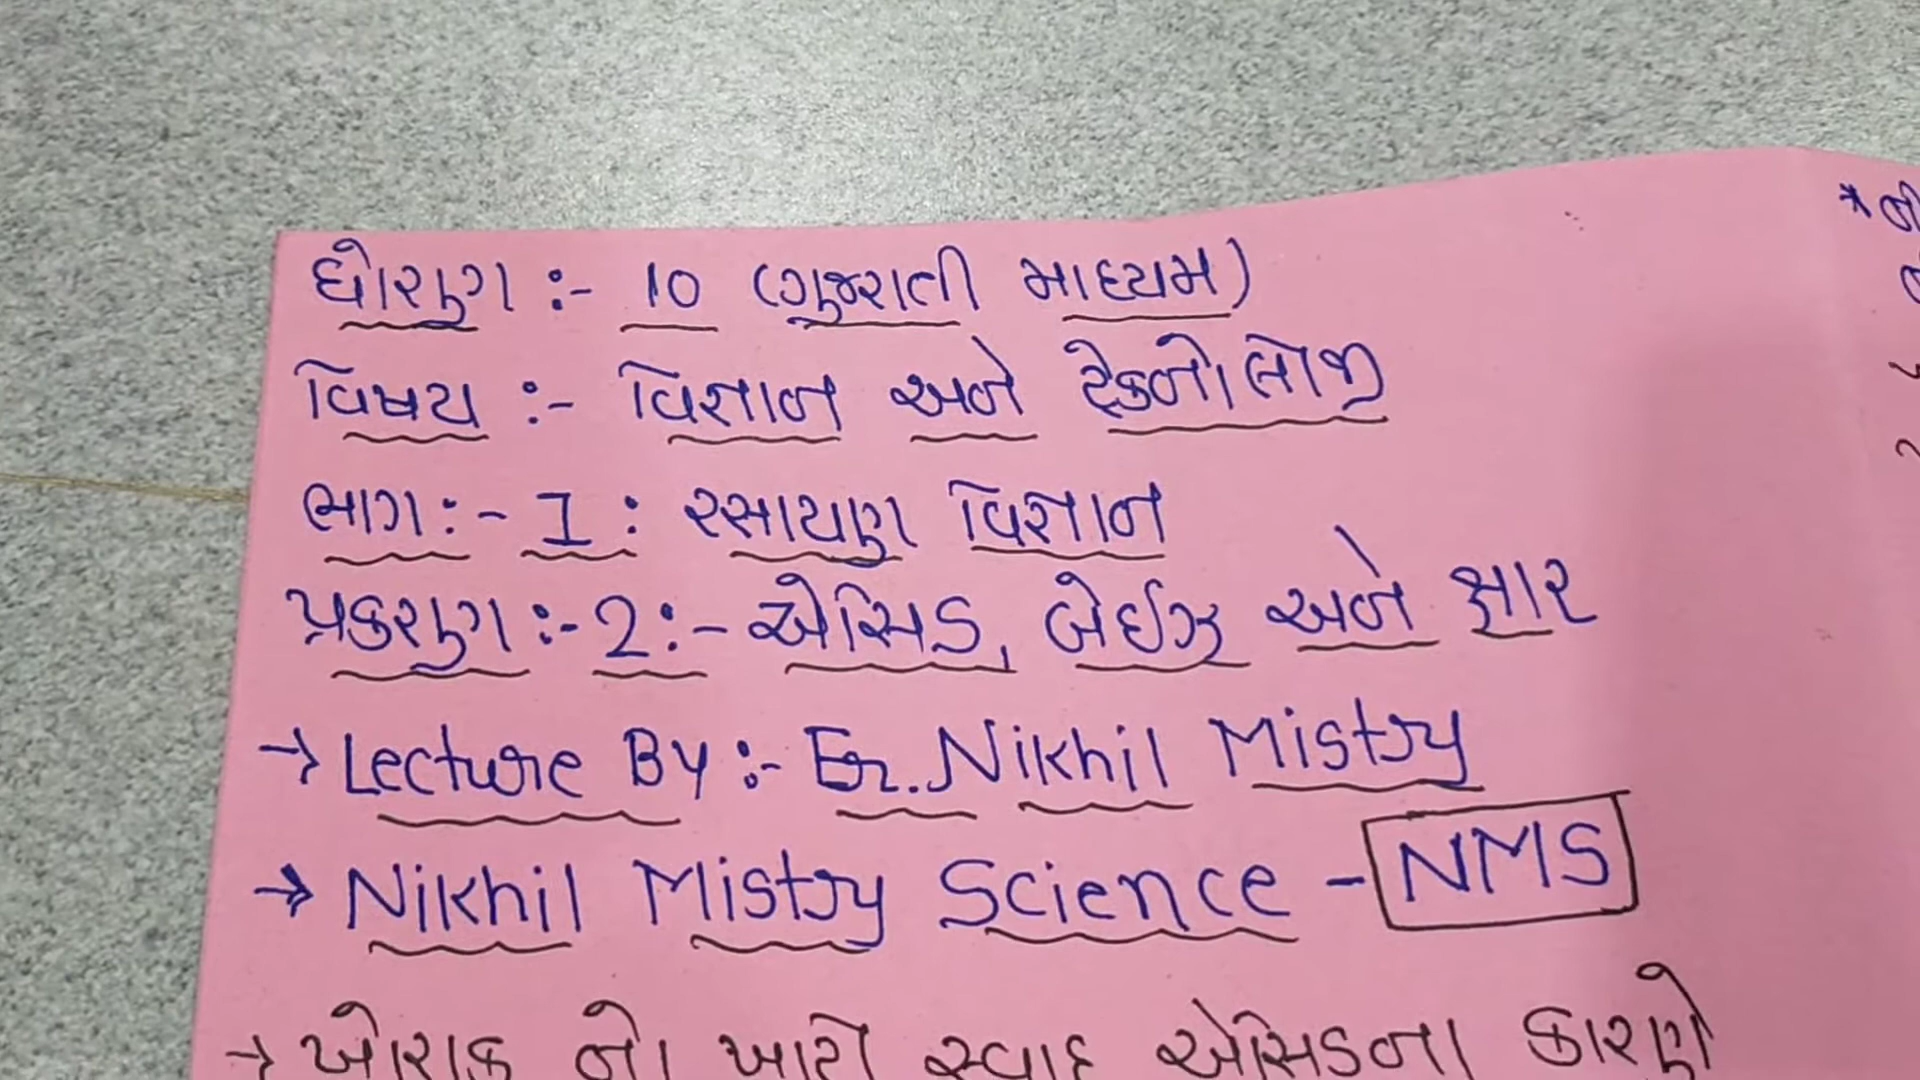 ધોરણ :- 10 (ગુજરાતી માધ્યમ)
વિષય :- વિજ્ઞાન અને ટેકનોલોજી
ભાગ :- I : રસાયણ વિજ્ઞાન
પ્રકરણ :- 2 :- એસિડ, બેઈઝ અને ક્ષાર
→ Lecture By :- Er. Nikhil Mistry
→ Nikhil Mistry Science - NMS
→ ખોરાક નો ખાટો સ્વાદ એસિડના કારણે